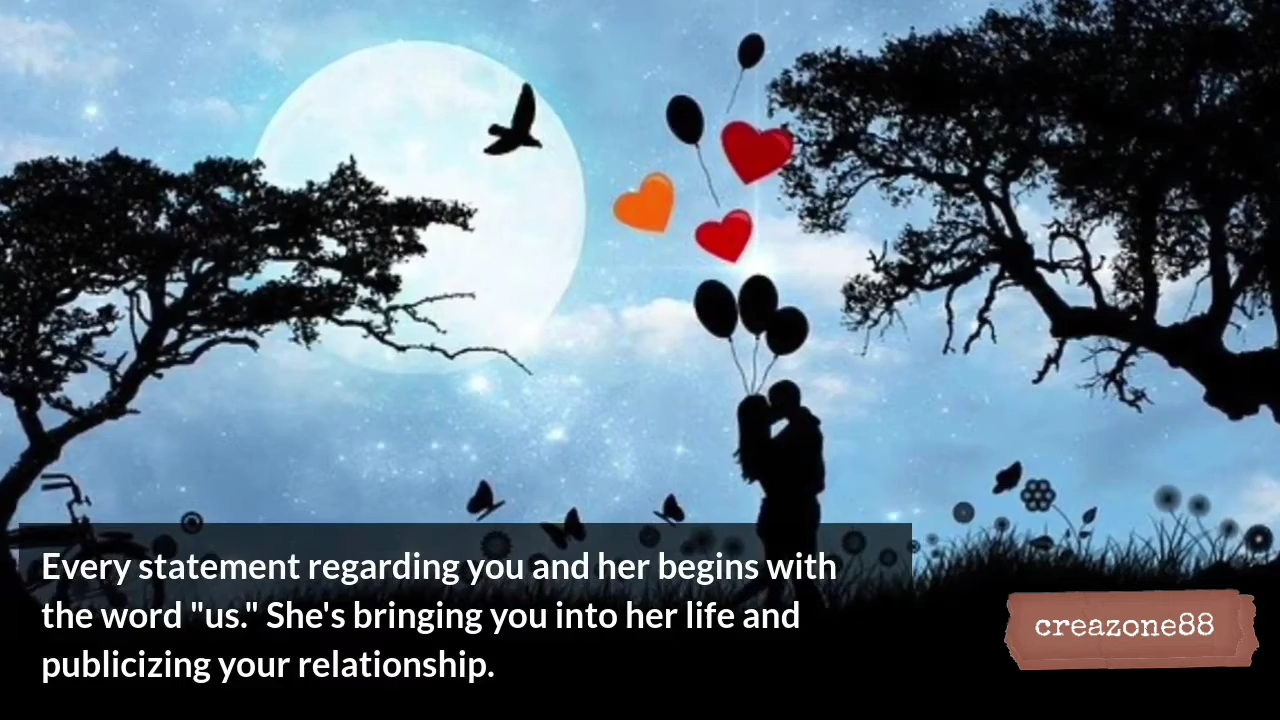 Every statement regarding you and her begins with
the word "us." She's bringing you into her life and
publicizing your relationship.
creazone88